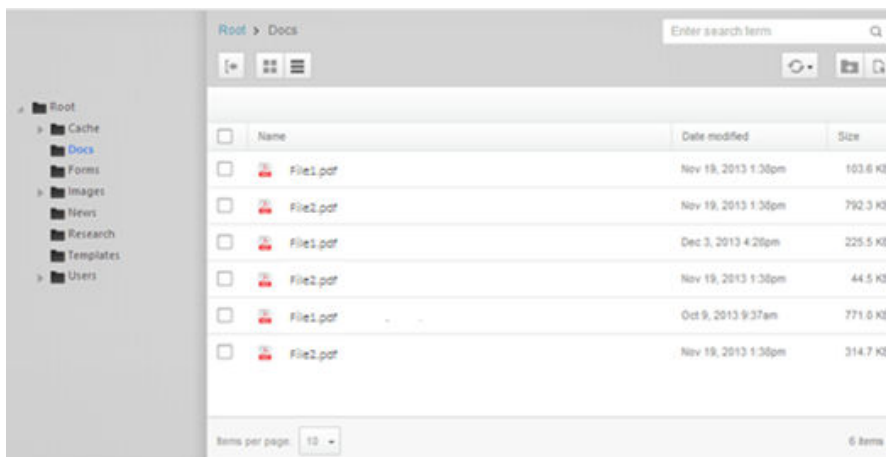 Root > Docs
Enter search term
Root
Cache
Docs
Forms
Images
News
Research
Templates
Users
Name Date modified Size
File1.pdf Nov 19, 2013 1:38pm 103.6 KB
File2.pdf Nov 19, 2013 1:38pm 792.3 KB
File1.pdf Dec 3, 2013 4:28pm 225.5 KB
File2.pdf Nov 19, 2013 1:38pm 44.5 KB
File1.pdf Oct 9, 2013 9:37am 771.6 KB
File2.pdf Nov 19, 2013 1:38pm 314.7 KB
Items per page: 10
6 items